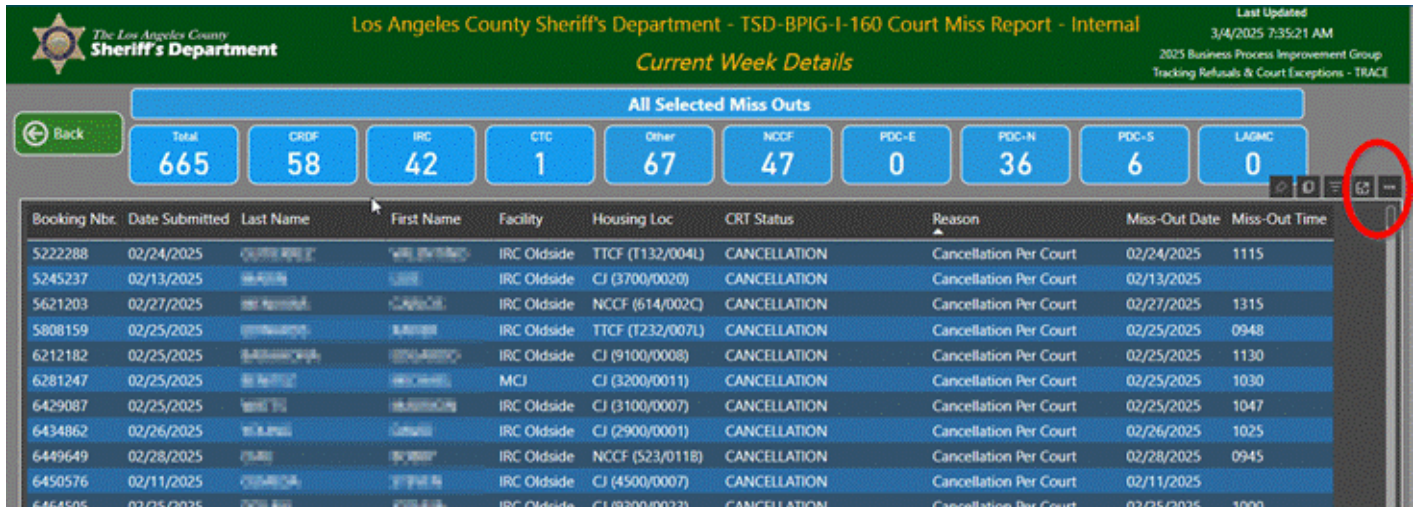 The Los Angeles County
Sheriff's Department
Los Angeles County Sheriff's Department - TSD-BPIG-I-160 Court Miss Report - Internal
Current Week Details
Last Updated
3/4/2025 7:35:21 AM
2025 Business Process Improvement Group
Tracking Refusals & Court Exceptions - TRACE
Back
All Selected Miss Outs
Total CRDF IRC CTC Other NCCF PDC-E PDC-N PDC-S LAGMC
665 58 42 1 67 47 0 36 6 0
Booking Nbr. Date Submitted Last Name First Name Facility Housing Loc CRT Status Reason Miss-Out Date Miss-Out Time
5222288 02/24/2025 IRC Oldside TTCF (T132/004L) CANCELLATION Cancellation Per Court 02/24/2025 1115
5245237 02/13/2025 IRC Oldside CJ (3700/0020) CANCELLATION Cancellation Per Court 02/13/2025
5621203 02/27/2025 IRC Oldside NCCF (614/002C) CANCELLATION Cancellation Per Court 02/27/2025 1315
5808159 02/25/2025 IRC Oldside TTCF (T232/007L) CANCELLATION Cancellation Per Court 02/25/2025 0948
6212182 02/25/2025 IRC Oldside CJ (9100/0008) CANCELLATION Cancellation Per Court 02/25/2025 1130
6281247 02/25/2025 MCJ CJ (3200/0011) CANCELLATION Cancellation Per Court 02/25/2025 1030
6429087 02/25/2025 IRC Oldside CJ (3100/0007) CANCELLATION Cancellation Per Court 02/25/2025 1047
6434862 02/26/2025 IRC Oldside CJ (2900/0001) CANCELLATION Cancellation Per Court 02/26/2025 1025
6449649 02/28/2025 IRC Oldside NCCF (523/011B) CANCELLATION Cancellation Per Court 02/28/2025 0945
6450576 02/11/2025 IRC Oldside CJ (4500/0007) CANCELLATION Cancellation Per Court 02/11/2025
02/25/2025 IRC Oldside CANCELLATION Cancellation Per Court 02/25/2025 1000